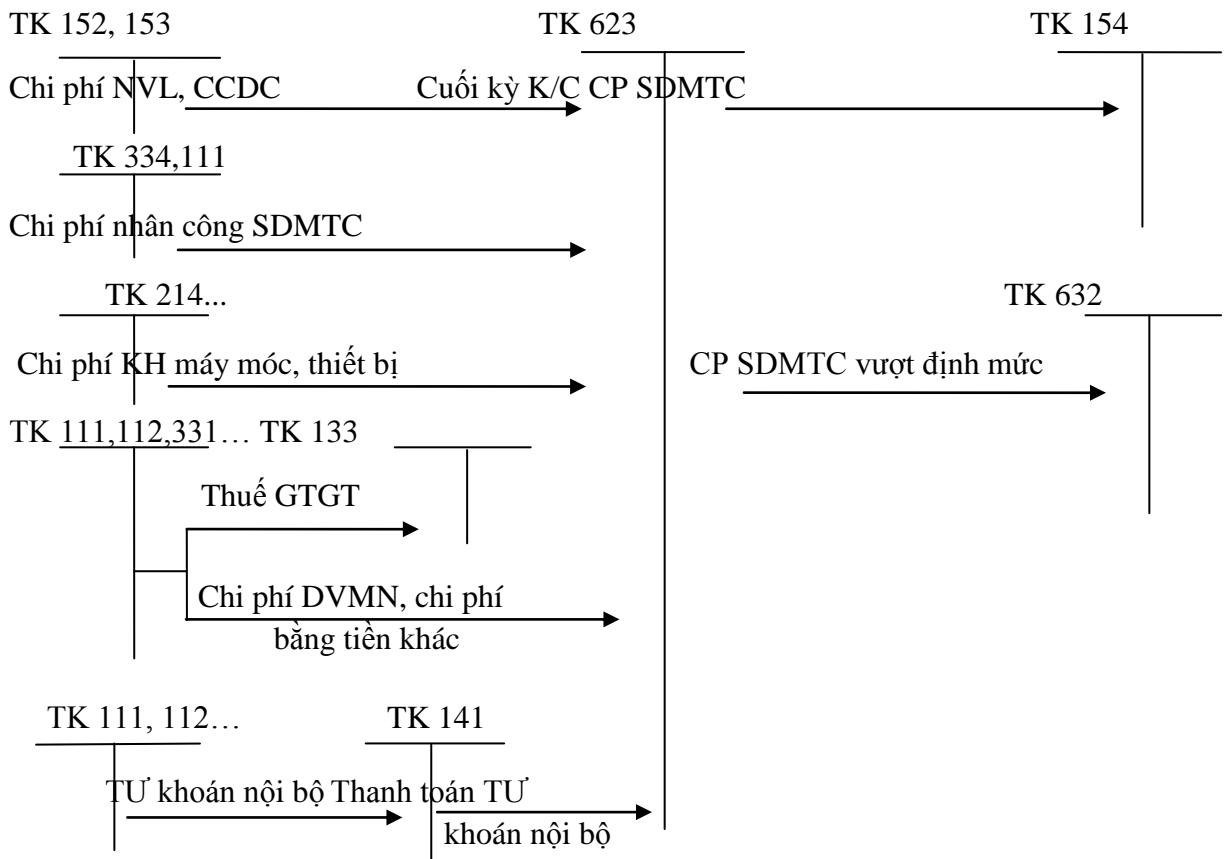 TK 152, 153 TK 623 TK 154
Chi phí NVL, CCDC Cuối kỳ K/C CP SDMTC
TK 334,111
Chi phí nhân công SDMTC
TK 214... TK 632
Chi phí KH máy móc, thiết bị CP SDMTC vượt định mức
TK 111,112,331… TK 133
Thuế GTGT
Chi phí DVMN, chi phí
bằng tiền khác
TK 111, 112… TK 141
TƯ khoán nội bộ Thanh toán TƯ
khoán nội bộ